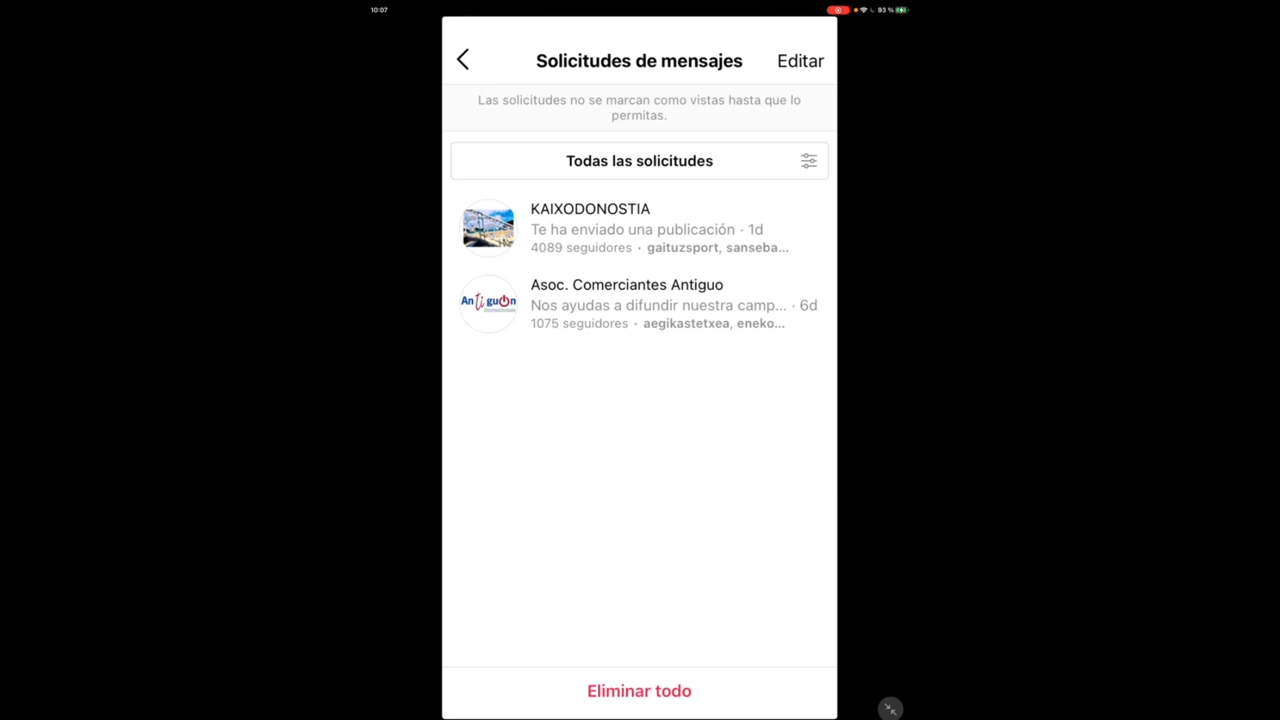 10:07
93 %
Solicitudes de mensajes
Editar
Las solicitudes no se marcan como vistas hasta que lo
permitas.
Todas las solicitudes
KAIXODONOSTIA
Te ha enviado una publicación · 1d
4089 seguidores · gaituzsport, sanseba...
Antiguon
Asoc. Comerciantes Antiguo
Nos ayudas a difundir nuestra camp... · 6d
1075 seguidores · aegikastetxea, eneko...
Eliminar todo